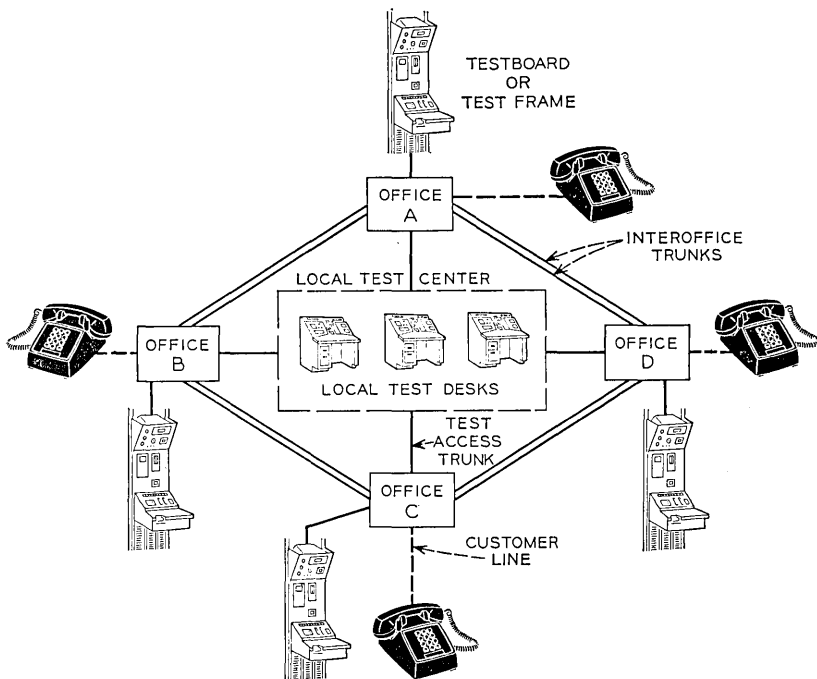 TESTBOARD
OR
TEST FRAME
OFFICE
A
INTEROFFICE
TRUNKS
LOCAL TEST CENTER
OFFICE
B
OFFICE
D
LOCAL TEST DESKS
TEST
ACCESS
TRUNK
OFFICE
C
CUSTOMER
LINE